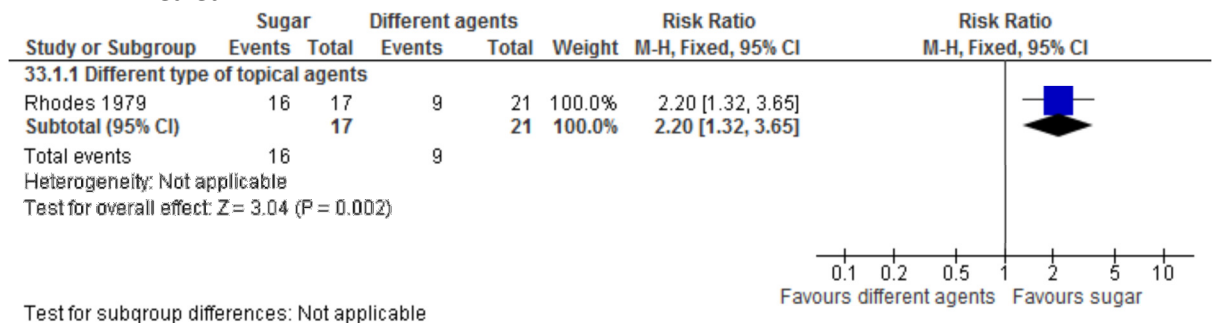 Sugar Different agents Risk Ratio Risk Ratio
Study or Subgroup Events Total Events Total Weight M-H, Fixed, 95% CI M-H, Fixed, 95% CI
33.1.1 Different type of topical agents
Rhodes 1979 16 17 9 21 100.0% 2.20 [1.32, 3.65]
Subtotal (95% CI) 17 21 100.0% 2.20 [1.32, 3.65]
Total events 16 9
Heterogeneity: Not applicable
Test for overall effect: Z = 3.04 (P = 0.002)
0.1 0.2 0.5 1 2 5 10
Favours different agents Favours sugar
Test for subgroup differences: Not applicable